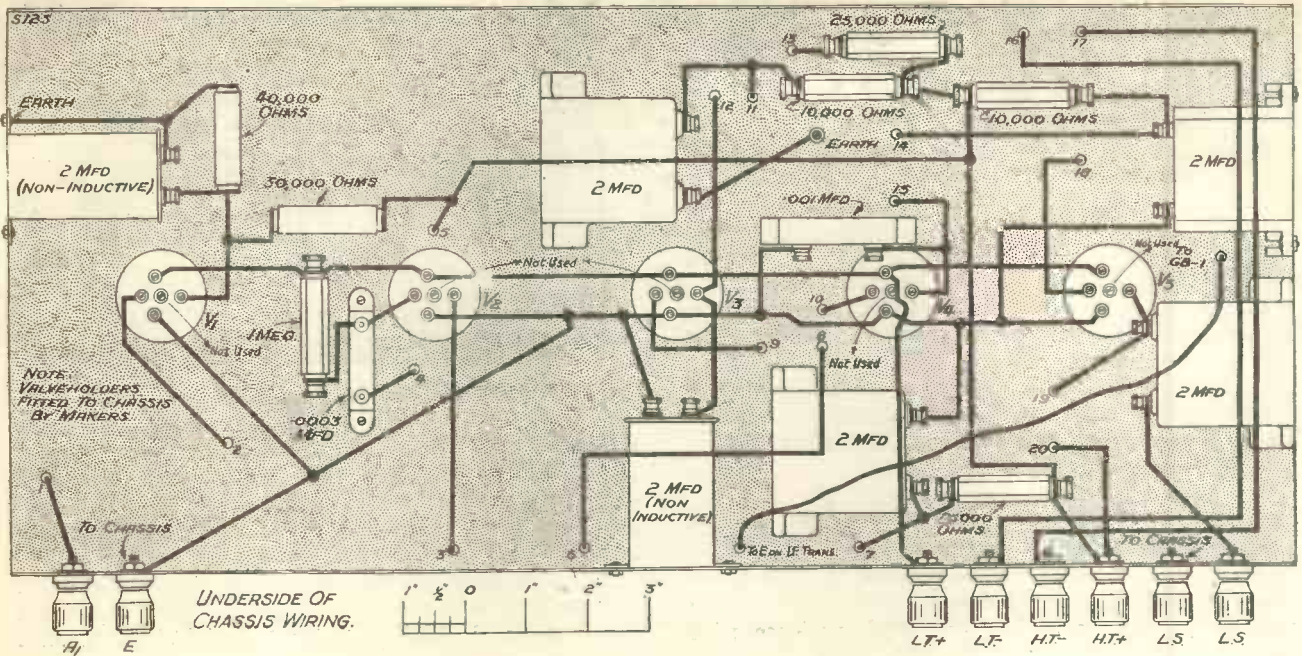 S123
EARTH
40,000
OHMS
2 MFD
(NON-INDUCTIVE)
30,000 OHMS
5
V1
Not Used
NOTE.
VALVEHOLDERS
FITTED TO CHASSIS
BY MAKERS.
2
1 MEG.
.0003
MFD
4
V2
Not Used
3
2 MFD
12
11
13
25,000 OHMS
10,000 OHMS
EARTH
14
10,000 OHMS
16
17
2 MFD
18
.001 MFD
15
V3
10
V4
Not Used
9
8
Not Used
TO
GB-1
V5
19
2 MFD
2 MFD
(NON
INDUCTIVE)
6
2 MFD
20
OHMS
TO E ON L.F. TRANS.
7
TO CHASSIS
1
TO CHASSIS
A1
E
UNDERSIDE OF
CHASSIS WIRING.
1" ½ 0 1" 2" 3"
L.T.+
L.T-
H.T-
H.T+
L.S.
L.S.